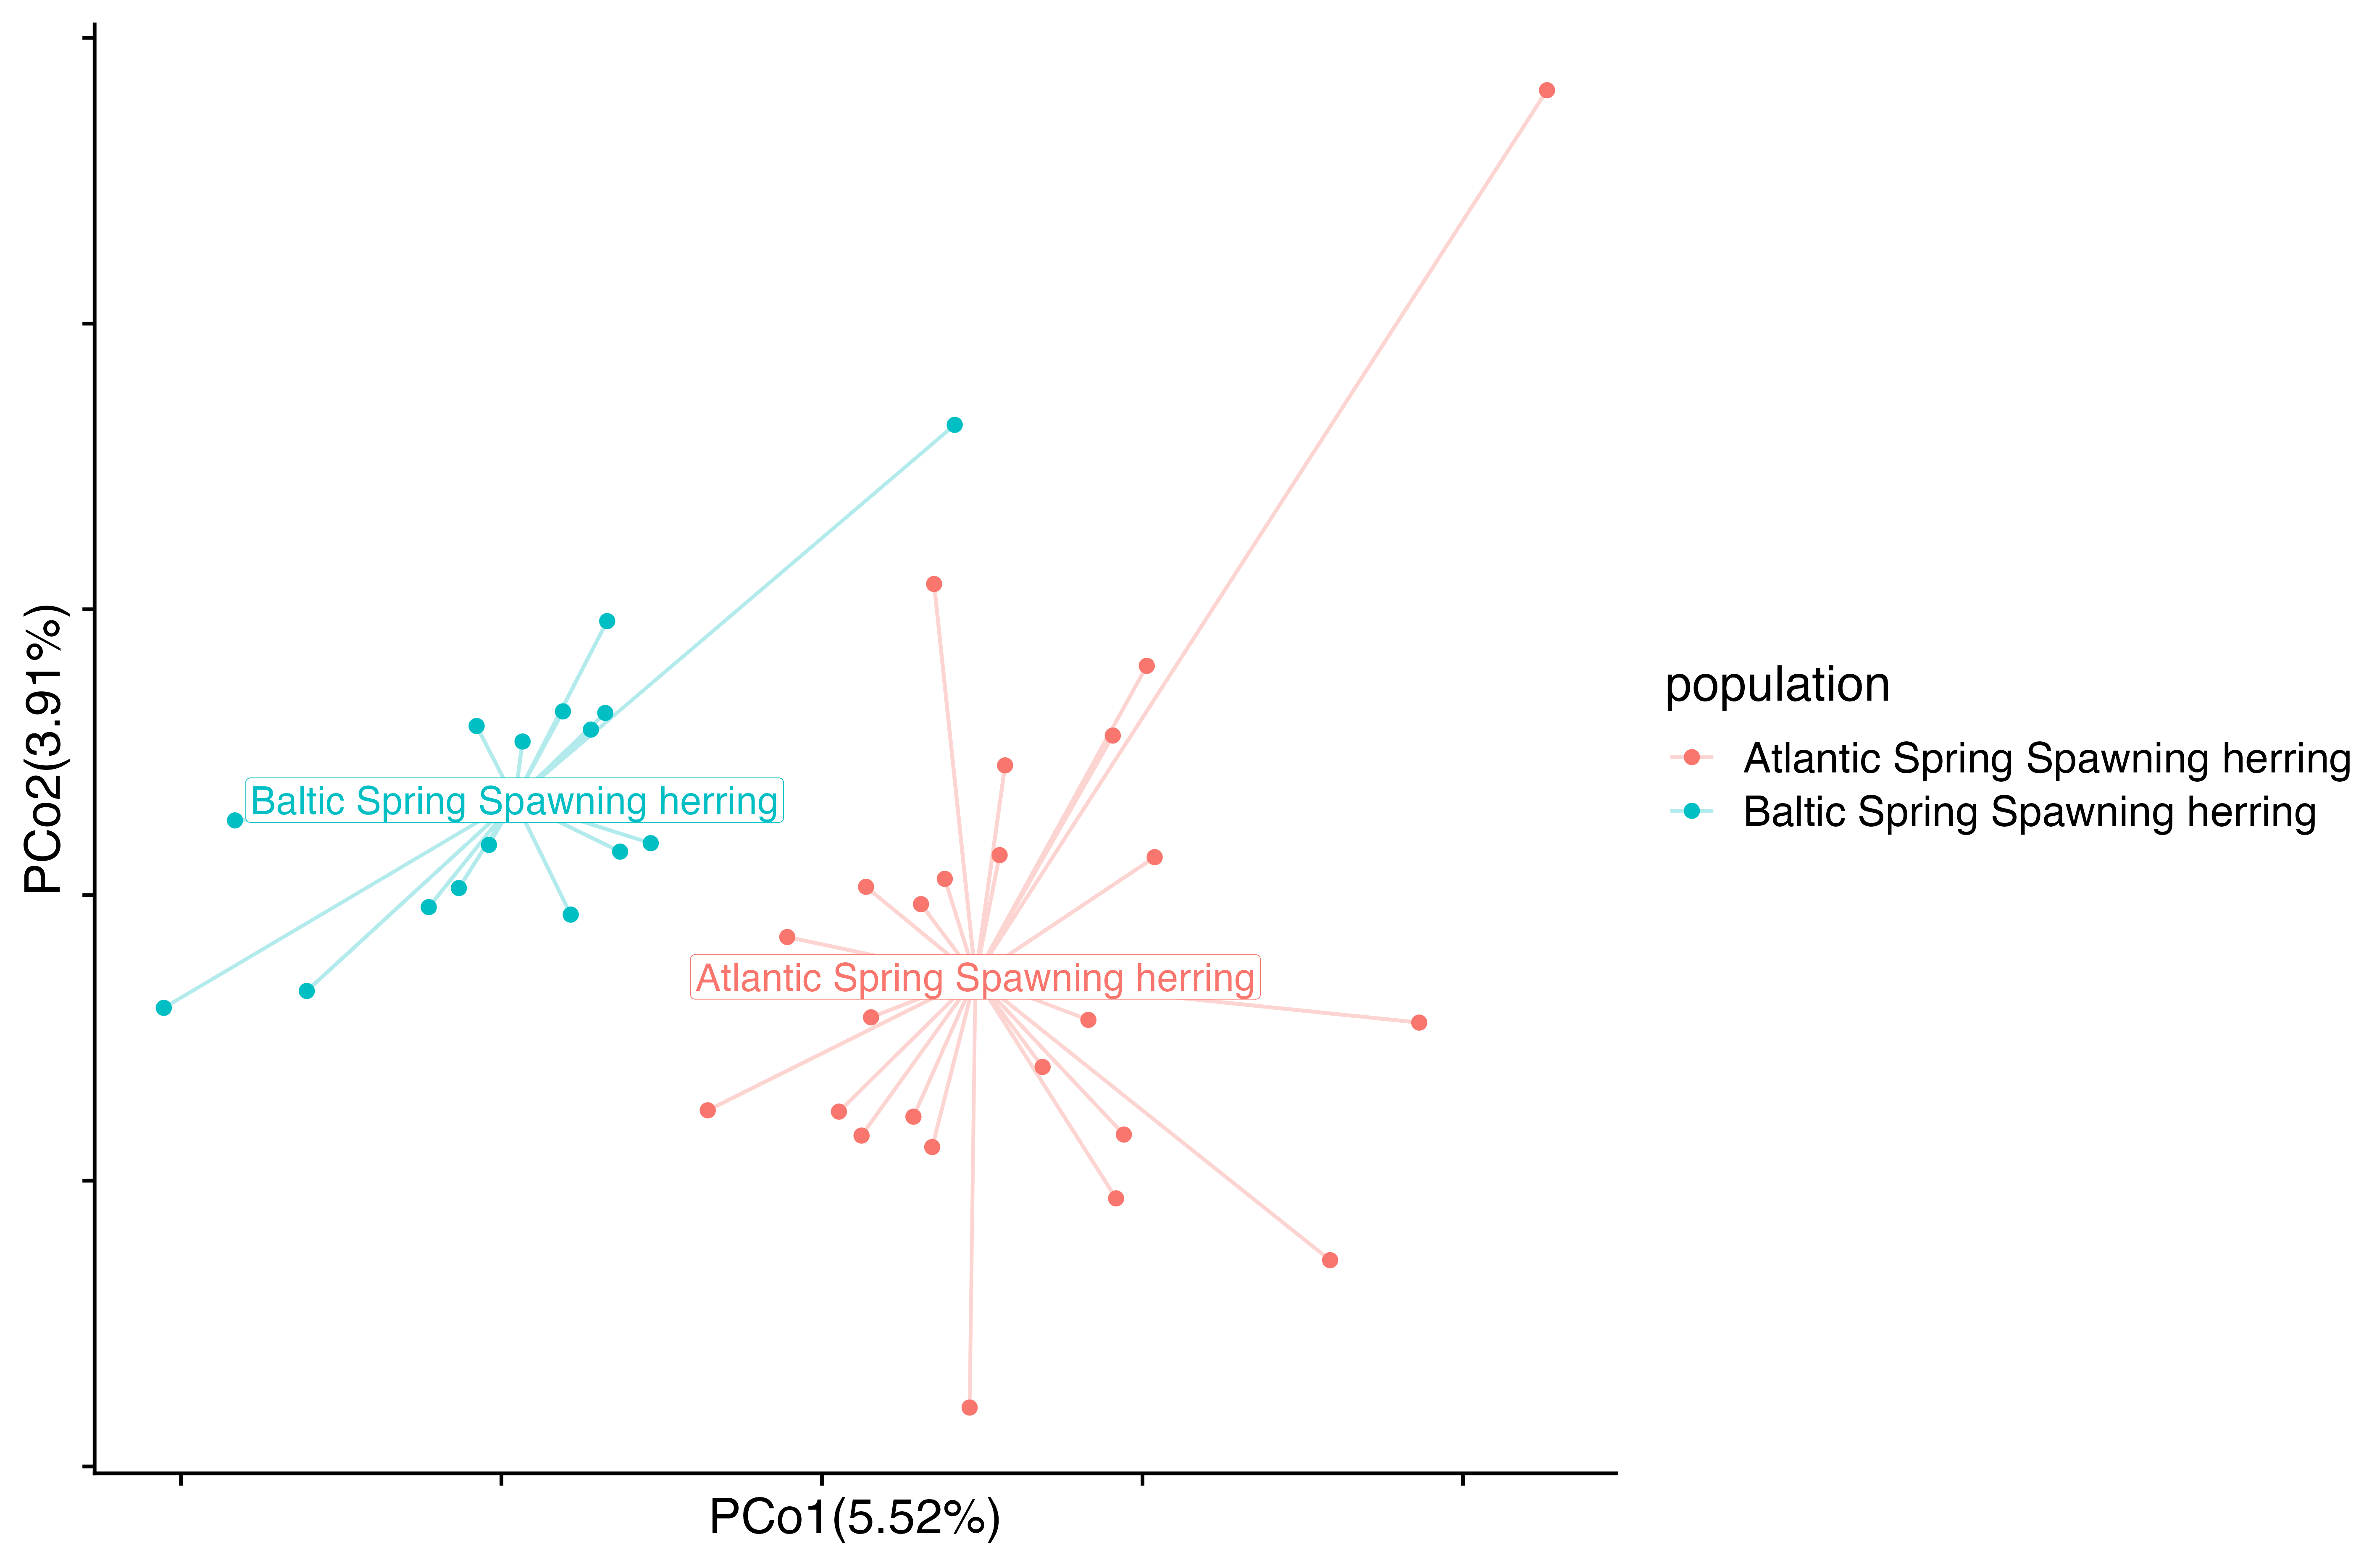 PCo2(3.91%)
Baltic Spring Spawning herring
Atlantic Spring Spawning herring
PCo1(5.52%)
population
Atlantic Spring Spawning herring
Baltic Spring Spawning herring